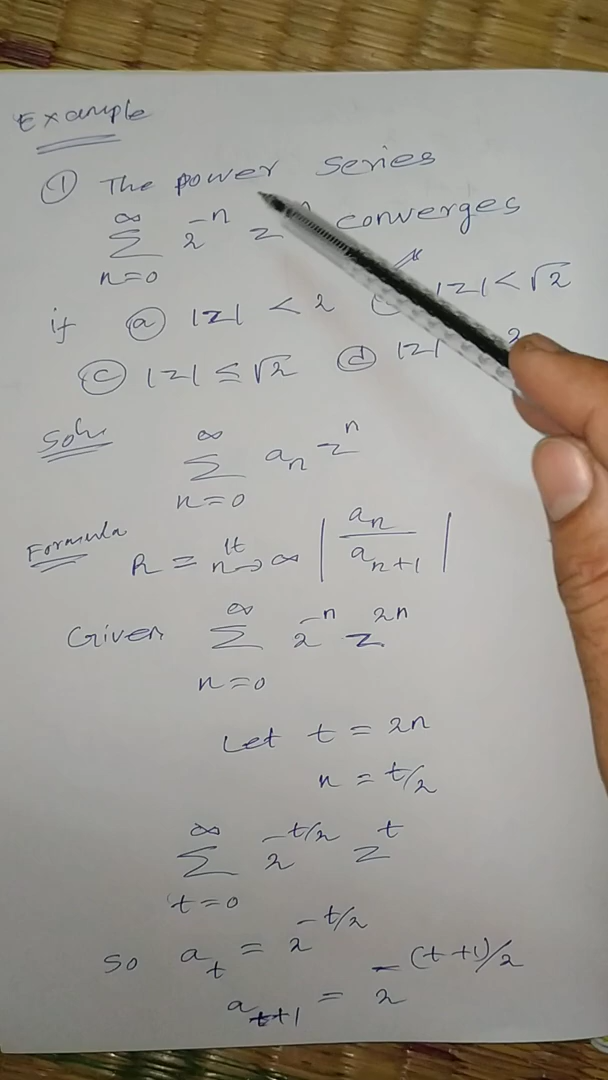 Example
① The power series
∞
Σ 2^-n z converges
n=0
if ⓐ |z| < 2 |z| < √2
ⓒ |z| ≤ √2 ⓓ |z| 2
Soln ∞
Σ a_n z^n
n=0
Formula R = lt n→∞ | a_n / a_n+1 |
Given ∞
Σ 2^-n z^2n
n=0
Let t = 2n
n = t/2
∞
Σ 2^-t/2 z^t
t=0
So a_t = 2^-t/2
a_t+1 = 2^-(t+1)/2